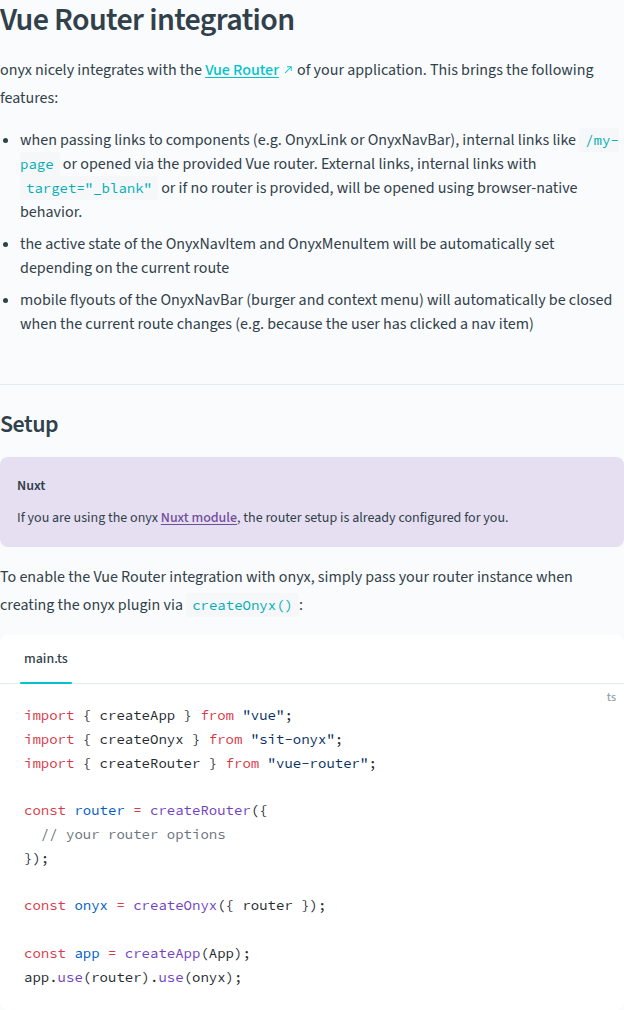 Vue Router integration
onyx nicely integrates with the Vue Router ↗ of your application. This brings the following
features:
• when passing links to components (e.g. OnyxLink or OnyxNavBar), internal links like /my-
page or opened via the provided Vue router. External links, internal links with
target="_blank" or if no router is provided, will be opened using browser-native
behavior.
• the active state of the OnyxNavItem and OnyxMenuItem will be automatically set
depending on the current route
• mobile flyouts of the OnyxNavBar (burger and context menu) will automatically be closed
when the current route changes (e.g. because the user has clicked a nav item)
Setup
Nuxt
If you are using the onyx Nuxt module, the router setup is already configured for you.
To enable the Vue Router integration with onyx, simply pass your router instance when
creating the onyx plugin via createOnyx() :
main.ts
ts
import { createApp } from "vue";
import { createOnyx } from "sit-onyx";
import { createRouter } from "vue-router";
const router = createRouter({
  // your router options
});
const onyx = createOnyx({ router });
const app = createApp(App);
app.use(router).use(onyx);